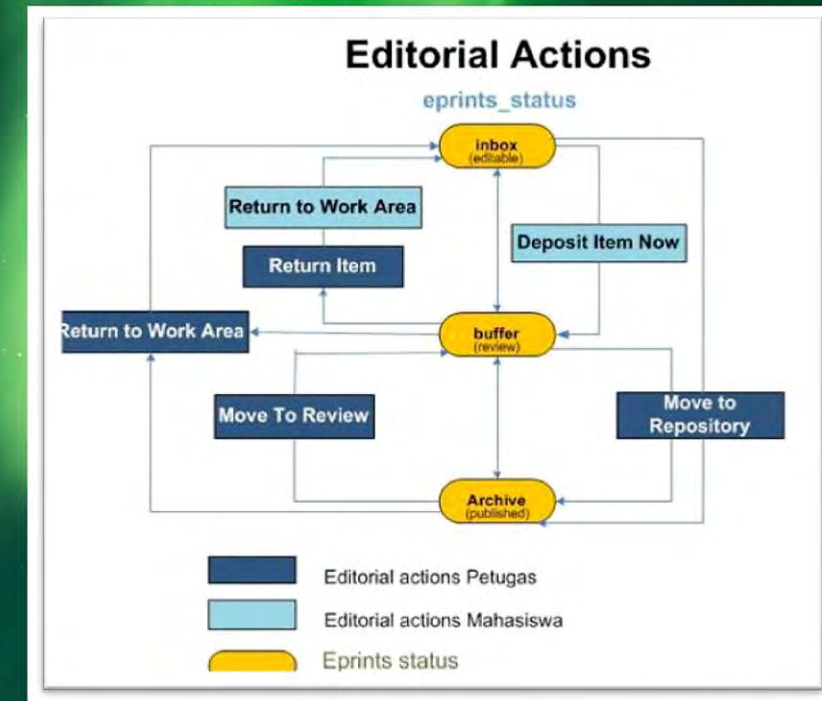 Editorial Actions
eprints_status
inbox
(editable)
Return to Work Area
Deposit Item Now
Return Item
Return to Work Area
buffer
(review)
Move To Review
Move to
Repository
Archive
(published)
Editorial actions Petugas
Editorial actions Mahasiswa
Eprints status